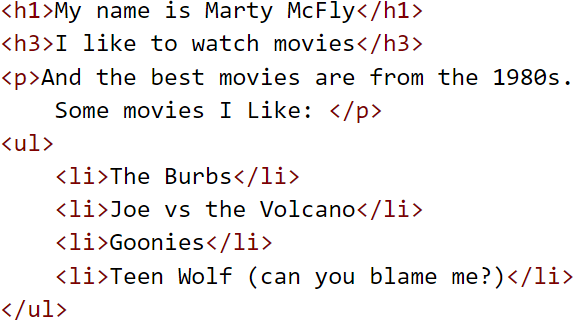 <h1>My name is Marty McFly</h1>
<h3>I like to watch movies</h3>
<p>And the best movies are from the 1980s.
    Some movies I Like: </p>
<ul>
    <li>The Burbs</li>
    <li>Joe vs the Volcano</li>
    <li>Goonies</li>
    <li>Teen Wolf (can you blame me?)</li>
</ul>